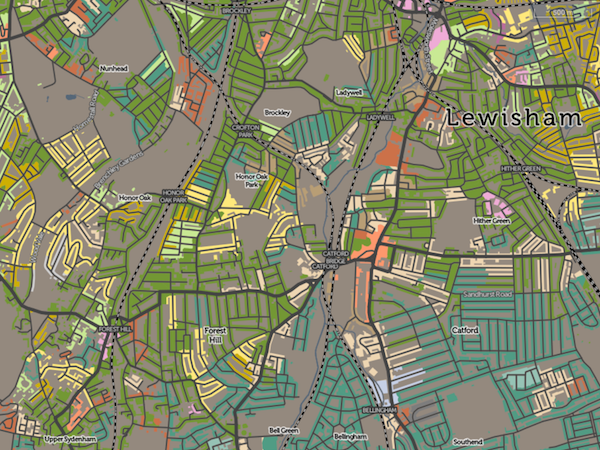 BROCKLEY
500 m
Nunhead
Ladywell
Brockley
LADYWELL
Lewisham
CROFTON
PARK
HITHER GREEN
Honor Oak
Park
HONOR
OAK PARK
Honor Oak
Hither Green
CATFORD
BRIDGE
CATFORD
Sandhurst Road
FOREST HILL
Forest
Hill
Catford
BELLINGHAM
Upper Sydenham
Bell Green
Bellingham
Southend